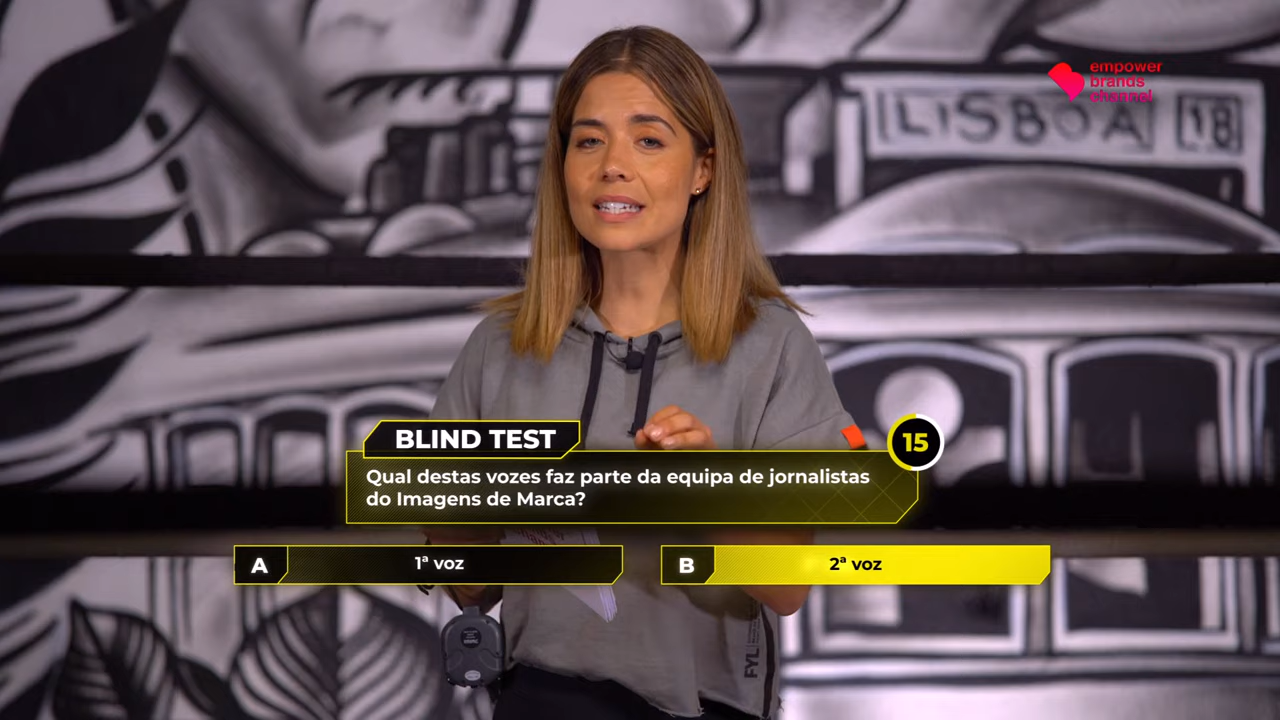 empower
brands
channel
LISBOA 18
BLIND TEST
15
Qual destas vozes faz parte da equipa de jornalistas
do Imagens de Marca?
A 1ª voz
B 2ª voz
FYL